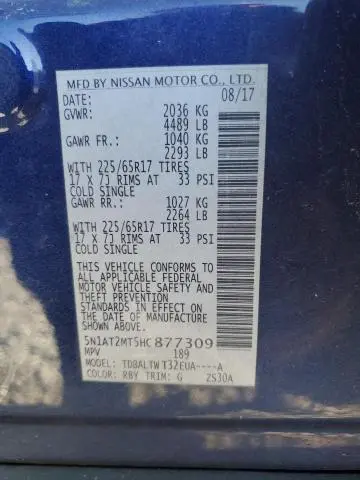 MFD BY NISSAN MOTOR CO., LTD.
DATE: 08/17
GVWR: 2036 KG
4489 LB
GAWR FR.: 1040 KG
2293 LB
WITH 225/65R17 TIRES
17 X 7J RIMS AT 33 PSI
COLD SINGLE
GAWR RR.: 1027 KG
2264 LB
WITH 225/65R17 TIRES
17 X 7J RIMS AT 33 PSI
COLD SINGLE
THIS VEHICLE CONFORMS TO
ALL APPLICABLE FEDERAL
MOTOR VEHICLE SAFETY AND
THEFT PREVENTION
STANDARDS IN EFFECT ON
THE DATE OF MANUFACTURE
SHOWN ABOVE.
5N1AT2MT5HC877309
MPV 189
MODEL: TDBALTWT32EUA----A
COLOR: RBY TRIM: G ZS30A